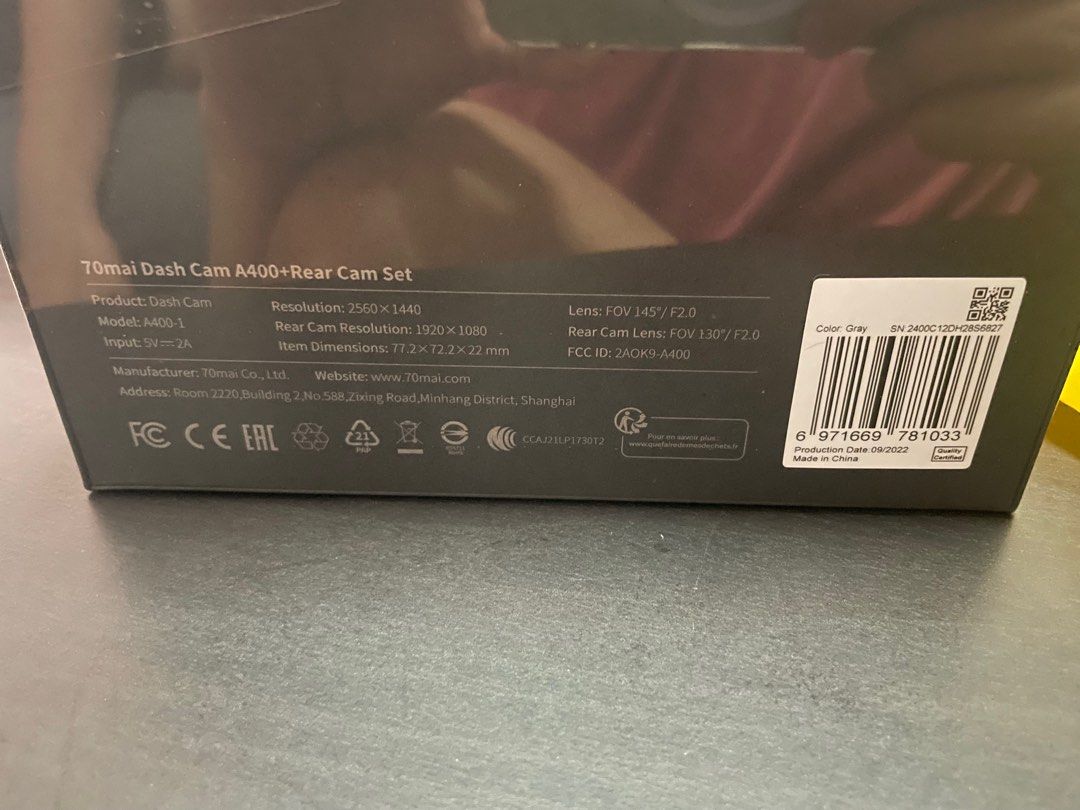 70mai Dash Cam A400+Rear Cam Set
Product: Dash Cam
Model: A400-1
Input: 5V⎓2A
Resolution: 2560×1440
Rear Cam Resolution: 1920×1080
Item Dimensions: 77.2×72.2×22 mm
Lens: FOV 145°/ F2.0
Rear Cam Lens: FOV 130°/ F2.0
FCC ID: 2AOK9-A400
Manufacturer: 70mai Co., Ltd. Website: www.70mai.com
Address: Room 2220,Building 2,No.588,Zixing Road,Minhang District, Shanghai
FC CE EAC
21
PAP
RoHS
CCAJ21LP1730T2
Pour en savoir plus :
www.quefairedemesdechets.fr
Color: Gray SN:2400C12DH28S6827
6 971669 781033
Production Date:09/2022
Made in China
Quality
Certified